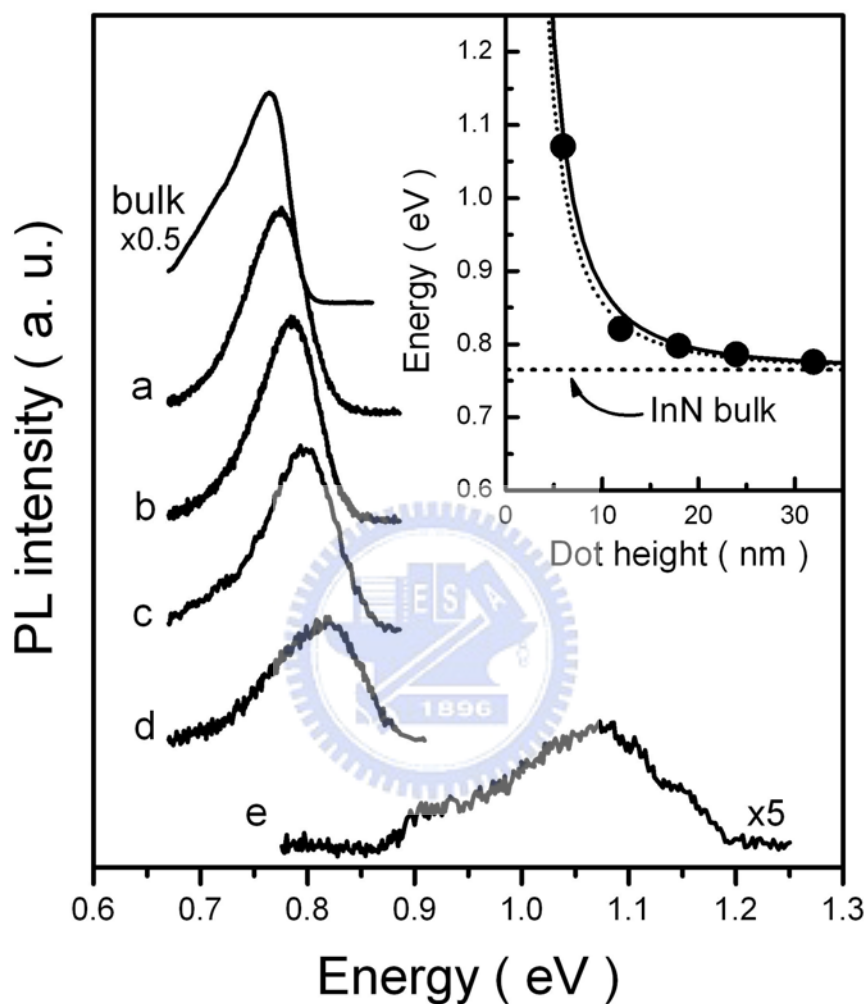 PL intensity ( a. u. )
bulk
x0.5
a
b
c
d
e
x5
0.6 0.7 0.8 0.9 1.0 1.1 1.2 1.3
Energy ( eV )
Energy ( eV )
1.2
1.0
0.9
0.8
0.7
0.6
InN bulk
0 10 20 30
Dot height ( nm )
E S A
1896